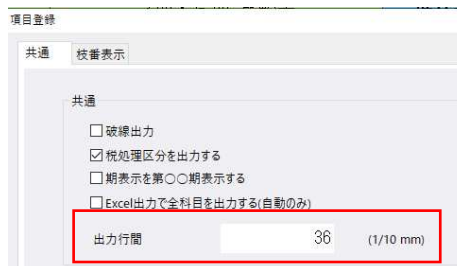 項目登録
共通 枝番表示
共通
破線出力
税処理区分を出力する
期表示を第〇〇期表示する
Excel出力で全科目を出力する(自動のみ)
出力行間 36 (1/10 mm)